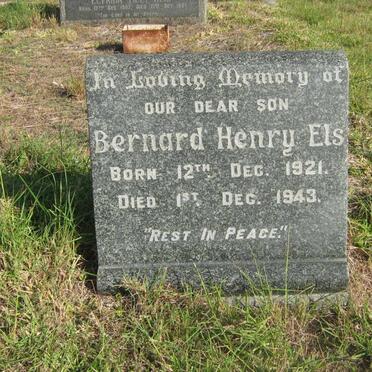 In Loving Memory of
OUR DEAR SON
Bernard Henry Els
BORN 12TH. DEC. 1921.
DIED 1ST. DEC. 1943.
"REST IN PEACE."